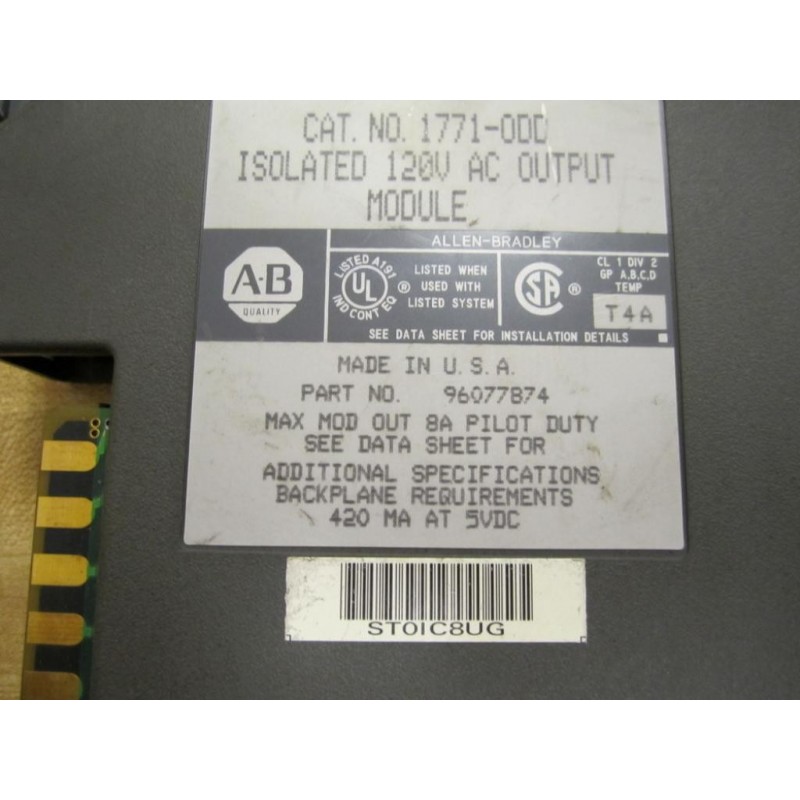 CAT. NO. 1771-ODD
ISOLATED 120V AC OUTPUT
MODULE
ALLEN-BRADLEY
A-B
QUALITY
LISTED A191
UL
IND CONT EQ
®
LISTED WHEN
USED WITH
LISTED SYSTEM
SA
®
CL 1 DIV 2
GP A,B,C,D
TEMP
T4A
SEE DATA SHEET FOR INSTALLATION DETAILS
MADE IN U.S.A.
PART NO. 96077874
MAX MOD OUT 8A PILOT DUTY
SEE DATA SHEET FOR
ADDITIONAL SPECIFICATIONS
BACKPLANE REQUIREMENTS
420 MA AT 5VDC
ST0IC8UG